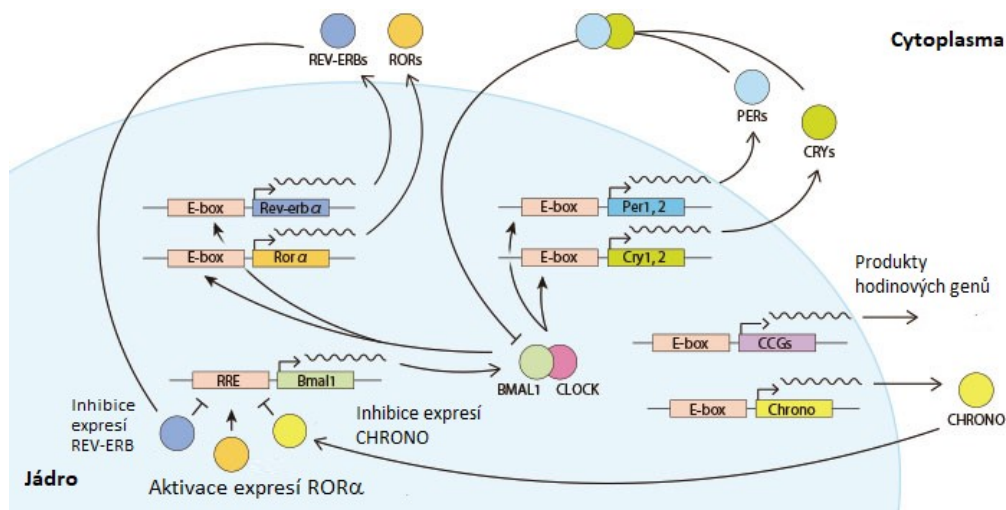 Cytoplasma
REV-ERBs
RORs
PERs
CRYs
E-box
Rev-erbα
E-box
Rorα
E-box
Per1, 2
E-box
Cry1, 2
Produkty
hodinových genů
E-box
CCGs
BMAL1
CLOCK
RRE
Bmal1
E-box
Chrono
CHRONO
Inhibice
expresí
REV-ERB
Inhibice expresí
CHRONO
Aktivace expresí RORα
Jádro